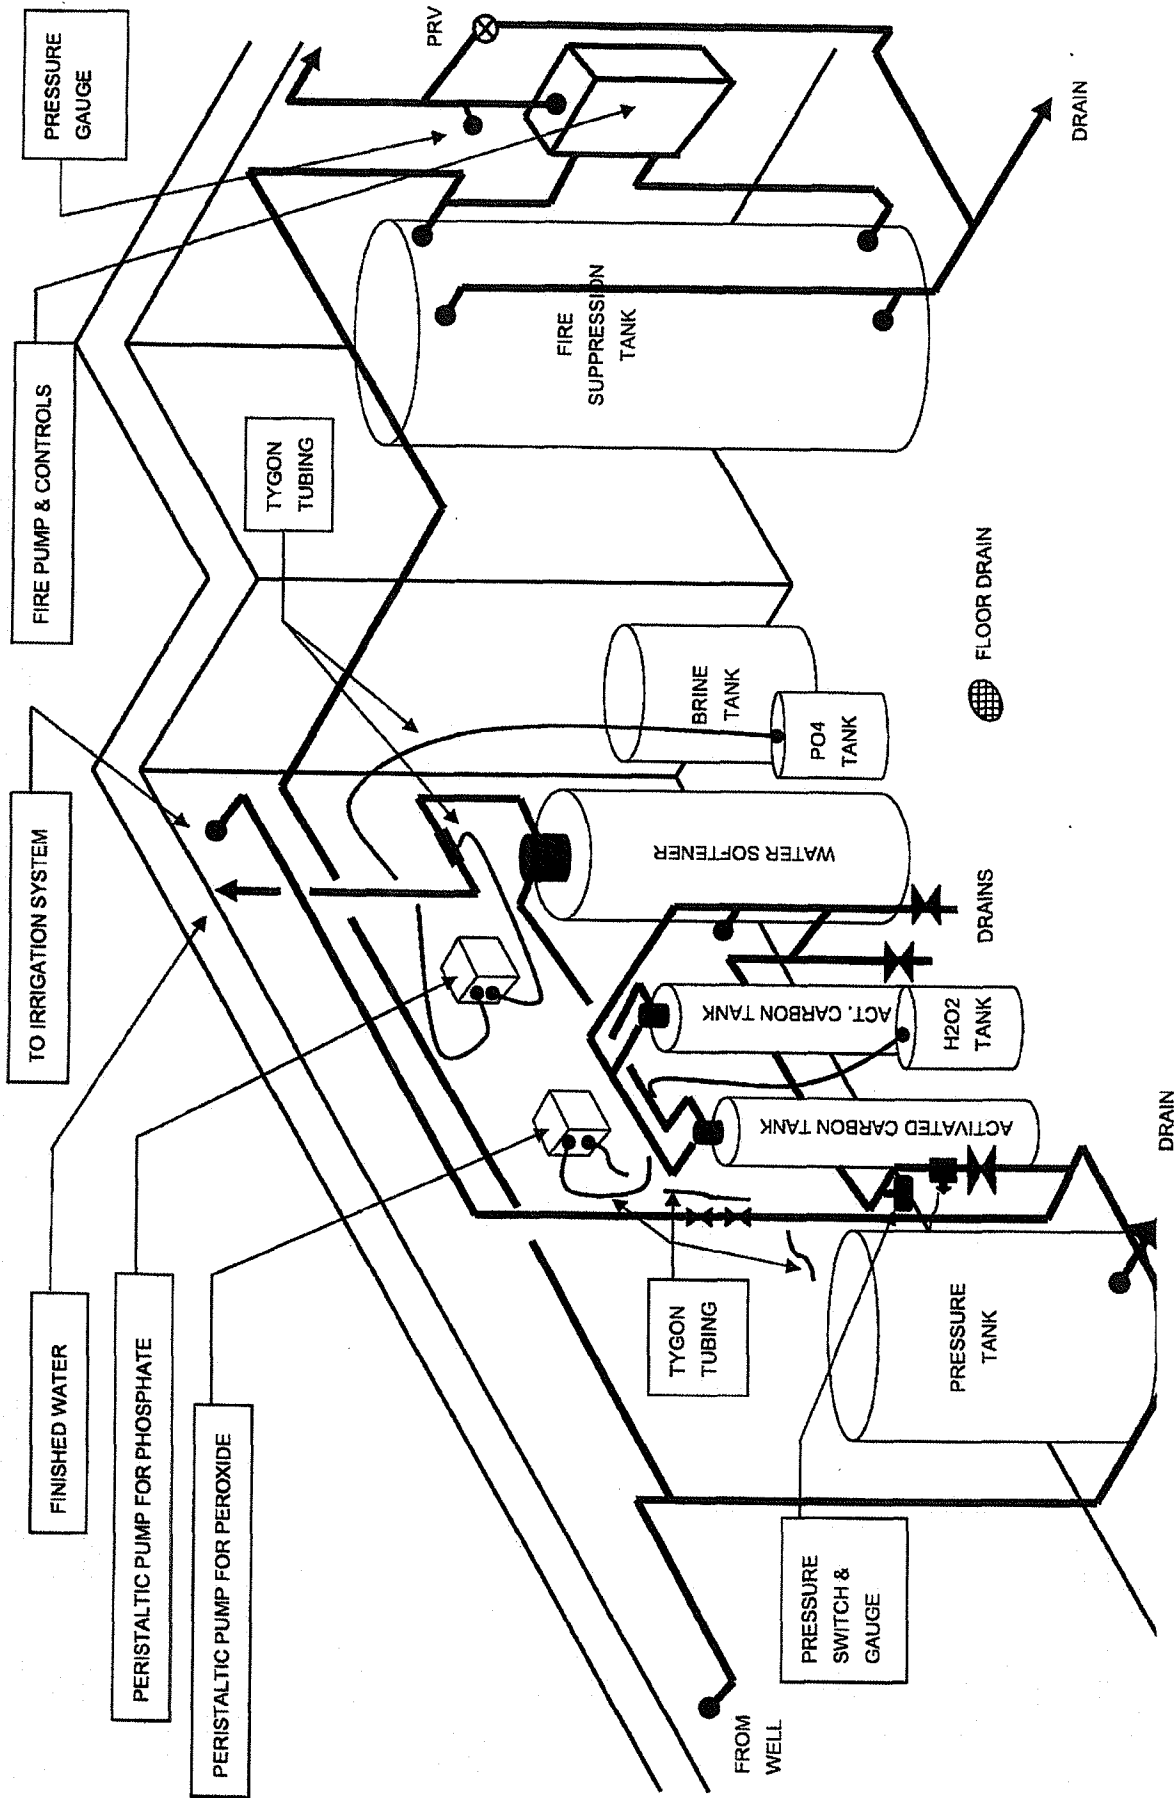 PRESSURE
GAUGE
PRV
FIRE PUMP & CONTROLS
DRAIN
TYGON
TUBING
FIRE
SUPPRESSION
TANK
TO IRRIGATION SYSTEM
BRINE
TANK
PO4
TANK
FLOOR DRAIN
FINISHED WATER
WATER SOFTENER
PERISTALTIC PUMP FOR PHOSPHATE
ACT. CARBON TANK
H2O2
TANK
DRAINS
PERISTALTIC PUMP FOR PEROXIDE
ACTIVATED CARBON TANK
DRAIN
TYGON
TUBING
PRESSURE
TANK
PRESSURE
SWITCH &
GAUGE
FROM
WELL